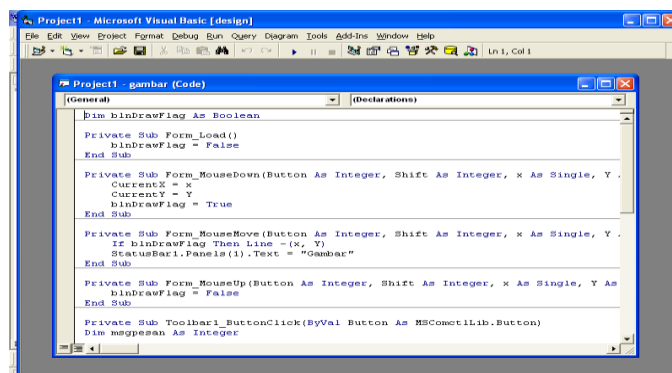 Project1 - Microsoft Visual Basic [design]
File Edit View Project Format Debug Run Query Diagram Tools Add-Ins Window Help
Ln 1, Col 1
Project1 - gambar (Code)
(General) (Declarations)
Dim blnDrawFlag As Boolean
Private Sub Form_Load()
blnDrawFlag = False
End Sub
Private Sub Form_MouseDown(Button As Integer, Shift As Integer, x As Single, Y
CurrentX = x
CurrentY = Y
blnDrawFlag = True
End Sub
Private Sub Form_MouseMove(Button As Integer, Shift As Integer, x As Single, Y
If blnDrawFlag Then Line -(x, Y)
StatusBar1.Panels(1).Text = "Gambar"
End Sub
Private Sub Form_MouseUp(Button As Integer, Shift As Integer, x As Single, Y As
blnDrawFlag = False
End Sub
Private Sub Toolbar1_ButtonClick(ByVal Button As MSComctlLib.Button)
Dim msgpesan As Integer